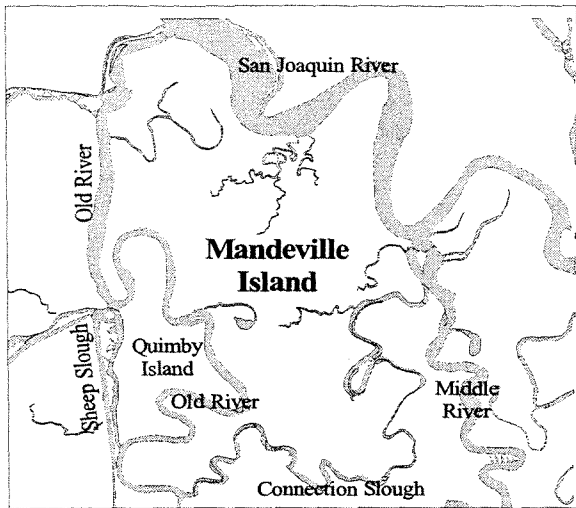 San Joaquin River
Old River
Mandeville
Island
Sheep Slough
Quimby
Island
Old River
Middle
River
Connection Slough